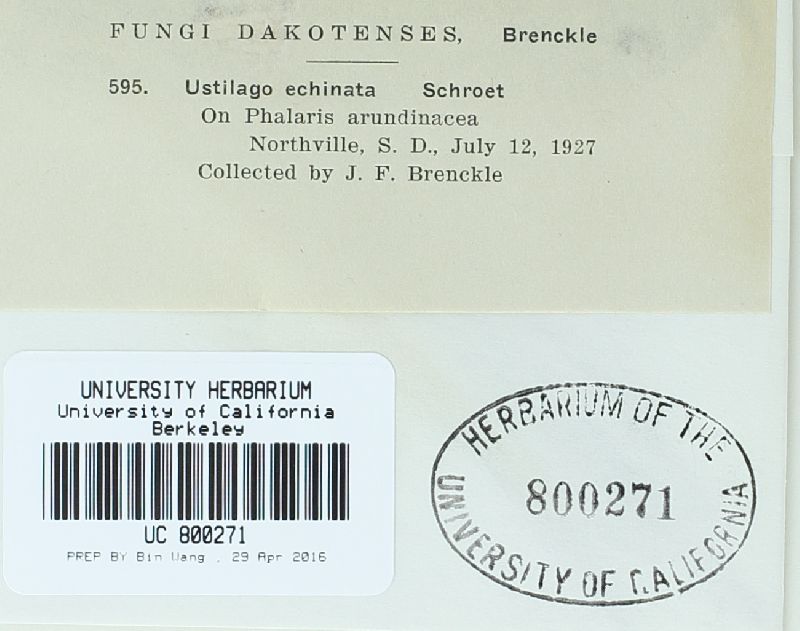 FUNGI DAKOTENSES, Brenckle
595. Ustilago echinata Schroet
On Phalaris arundinacea
Northville, S. D., July 12, 1927
Collected by J. F. Brenckle
UNIVERSITY HERBARIUM
University of California
Berkeley
UC 800271
PREP BY Bin Wang . 29 Apr 2016
HERBARIUM OF THE
800271
UNIVERSITY OF CALIFORNIA